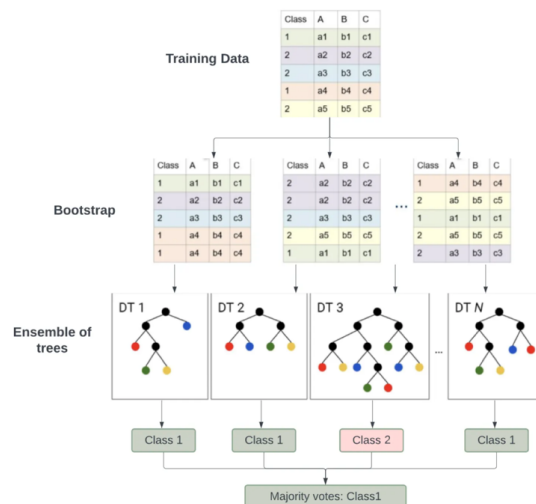 Training Data
Class A B C
1 a1 b1 c1
2 a2 b2 c2
2 a3 b3 c3
1 a4 b4 c4
2 a5 b5 c5
Bootstrap
Class A B C
1 a1 b1 c1
2 a2 b2 c2
2 a3 b3 c3
1 a4 b4 c4
1 a4 b4 c4
Class A B C
2 a2 b2 c2
2 a2 b2 c2
2 a3 b3 c3
2 a5 b5 c5
1 a1 b1 c1
...
Class A B C
1 a4 b4 c4
2 a5 b5 c5
1 a1 b1 c1
2 a5 b5 c5
2 a3 b3 c3
Ensemble of
trees
DT 1
DT 2
DT 3
...
DT N
Class 1
Class 1
Class 2
Class 1
Majority votes: Class1